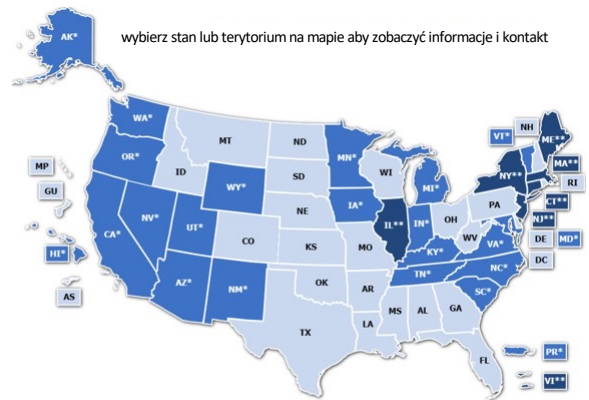 wybierz stan lub terytorium na mapie aby zobaczyć informacje i kontakt
AK*
WA*
MT
ND
MN*
VT*
NH
ME**
OR*
ID
SD
WI
MI*
NY**
MA**
RI
MP
GU
WY*
NE
IA*
PA
CT**
NJ**
NV*
UT*
CO
KS
IL**
IN*
OH
WV
VA*
DE
MD*
DC
HI*
CA*
MO
KY*
AS
AZ*
NM*
OK
AR
TN*
NC*
SC*
TX
LA
MS
AL
GA
FL
PR*
VI**